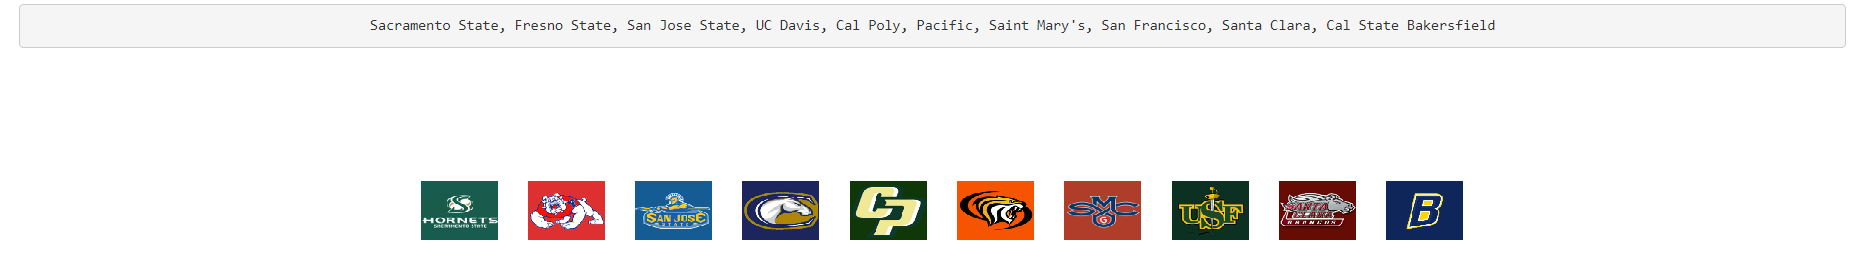 Sacramento State, Fresno State, San Jose State, UC Davis, Cal Poly, Pacific, Saint Mary's, San Francisco, Santa Clara, Cal State Bakersfield
HORNETS
SACRAMENTO STATE
SAN JOSE
STATE
CP
SMC
G
USF
SANTA
CLARA
BRONCOS
B